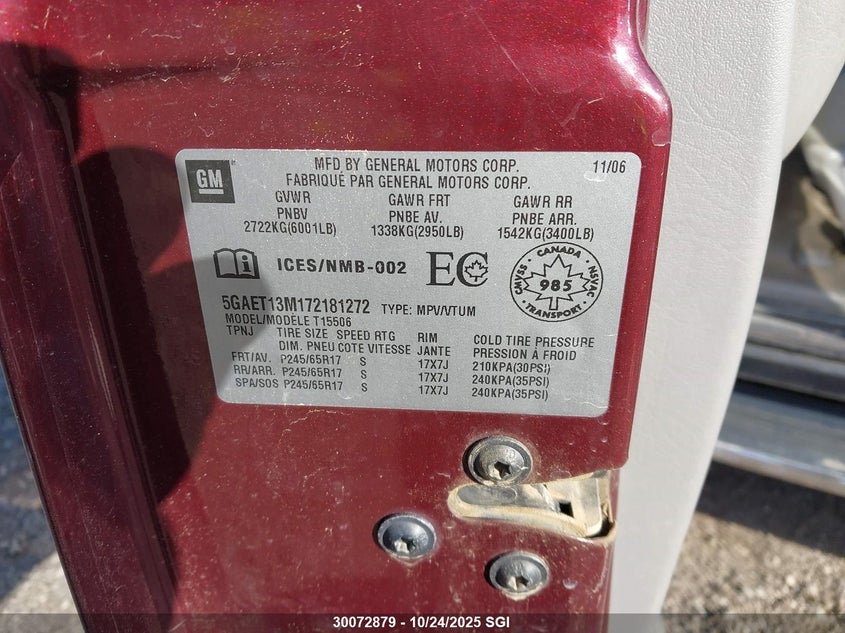 GM
MFD BY GENERAL MOTORS CORP. 11/06
FABRIQUÉ PAR GENERAL MOTORS CORP.
GVWR GAWR FRT GAWR RR
PNBV PNBE AV. PNBE ARR.
2722KG(6001LB) 1338KG(2950LB) 1542KG(3400LB)
ICES/NMB-002 EC
CANADA
CMVSS 985 NSVAC
TRANSPORT
5GAET13M172181272 TYPE: MPV/VTUM
MODEL/MODÈLE T15506
TPNJ TIRE SIZE SPEED RTG RIM COLD TIRE PRESSURE
DIM. PNEU COTE VITESSE JANTE PRESSION À FROID
FRT/AV. P245/65R17 S 17X7J 210KPA(30PSI)
RR/ARR. P245/65R17 S 17X7J 240KPA(35PSI)
SPA/SOS P245/65R17 S 17X7J 240KPA(35PSI)
30072879 - 10/24/2025 SGI